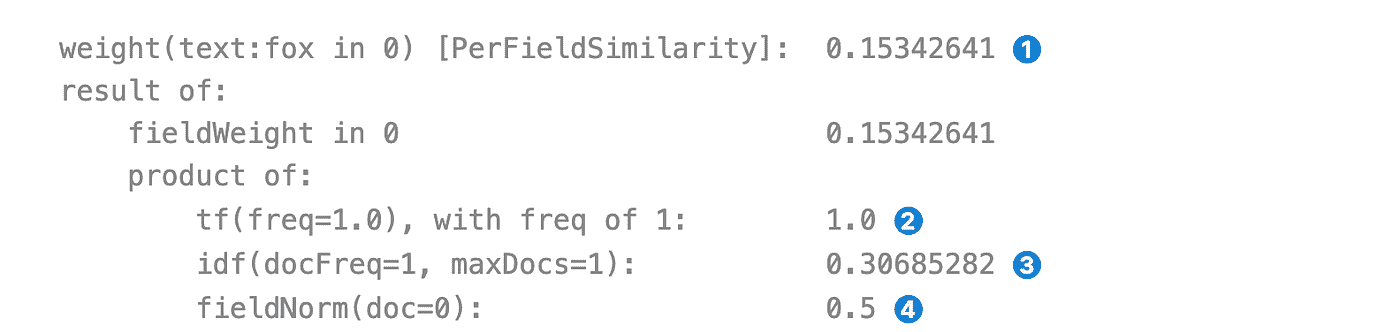 weight(text:fox in 0) [PerFieldSimilarity]: 0.15342641 1
result of:
fieldWeight in 0 0.15342641
product of:
tf(freq=1.0), with freq of 1: 1.0 2
idf(docFreq=1, maxDocs=1): 0.30685282 3
fieldNorm(doc=0): 0.5 4